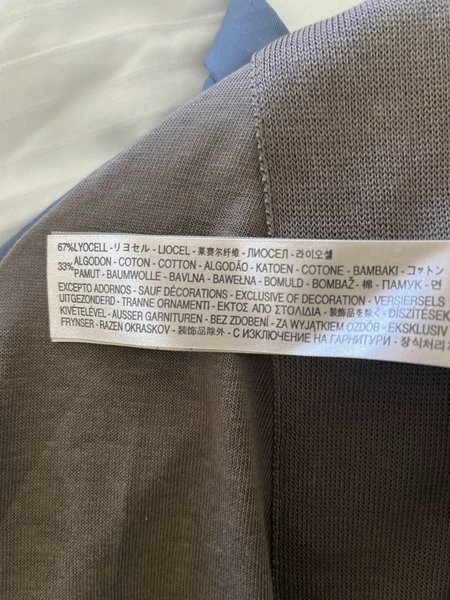 67%LYOCELL - リヨセル - LIOCEL - 莱赛尔纤维 - ЛИОСЕЛ - 라이오셀
ALGODON - COTON - COTTON - ALGODÃO - KATOEN - COTONE - BAMBAKI - コットン
33%PAMUT - BAUMWOLLE - BAVLNA - BAWEŁNA - BOMULD - BOMBAŽ - 棉 - ПАМУК - 면
EXCEPTO ADORNOS - SAUF DÉCORATIONS - EXCLUSIVE OF DECORATION - VERSIERSELS
UITGEZONDERD - TRANNE ORNAMENTI - ΕΚΤΟΣ ΑΠΟ ΣΤΟΛΙΔΙΑ - 装飾品を除く - DÍSZÍTÉSEK
KIVÉTELÉVEL - AUSSER GARNITUREN - BEZ ZDOBENÍ - ZA WYJĄTKIEM OZDÓB - EKSKLUSIV
FRYNSER - RAZEN OKRASKOV - 装饰品除外 - С ИЗКЛЮЧЕНИЕ НА ГАРНИТУРИ - 장식처리